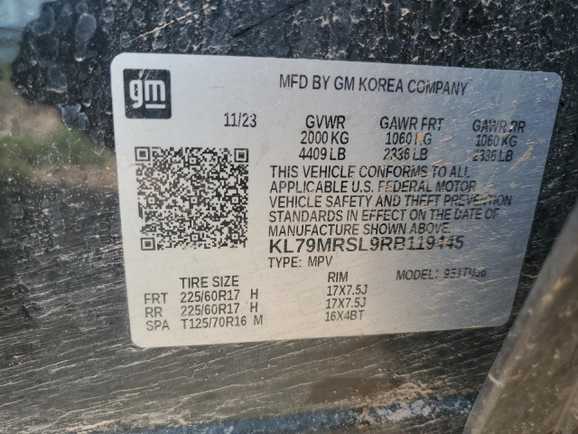 gm
MFD BY GM KOREA COMPANY
11/23 GVWR GAWR FRT GAWR RR
2000 KG 1060 KG 1060 KG
4409 LB 2336 LB 2336 LB
THIS VEHICLE CONFORMS TO ALL
APPLICABLE U.S. FEDERAL MOTOR
VEHICLE SAFETY AND THEFT PREVENTION
STANDARDS IN EFFECT ON THE DATE OF
MANUFACTURE SHOWN ABOVE.
KL79MRSL9RB119445
TYPE: MPV MODEL:
TIRE SIZE RIM
FRT 225/60R17 H 17X7.5J
RR 225/60R17 H 17X7.5J
SPA T125/70R16 M 16X4BT